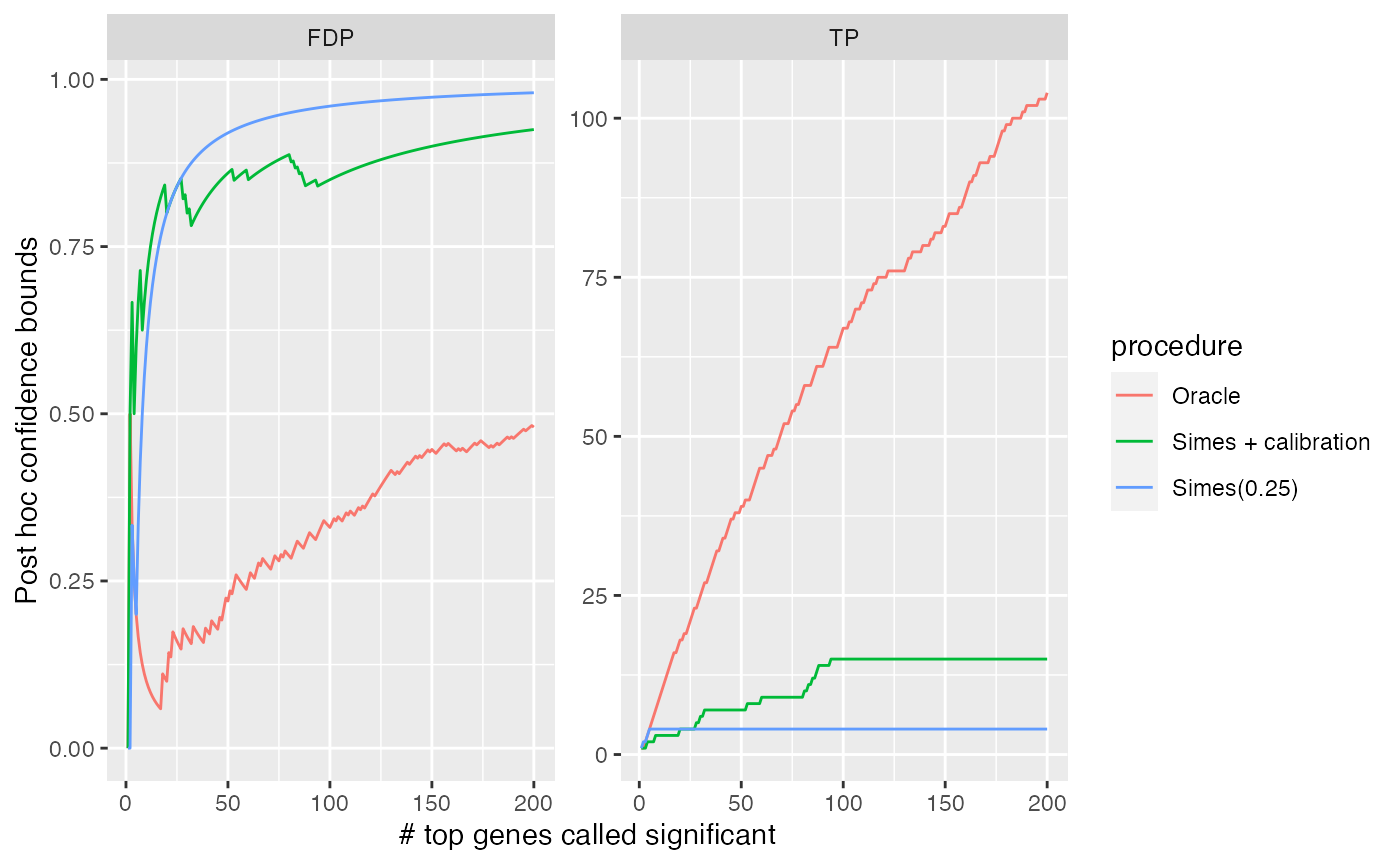 FDP
TP
Post hoc confidence bounds
1.00
0.75
0.50
0.25
0.00
100
75
50
25
0
0 50 100 150 200
0 50 100 150 200
# top genes called significant
procedure
Oracle
Simes + calibration
Simes(0.25)